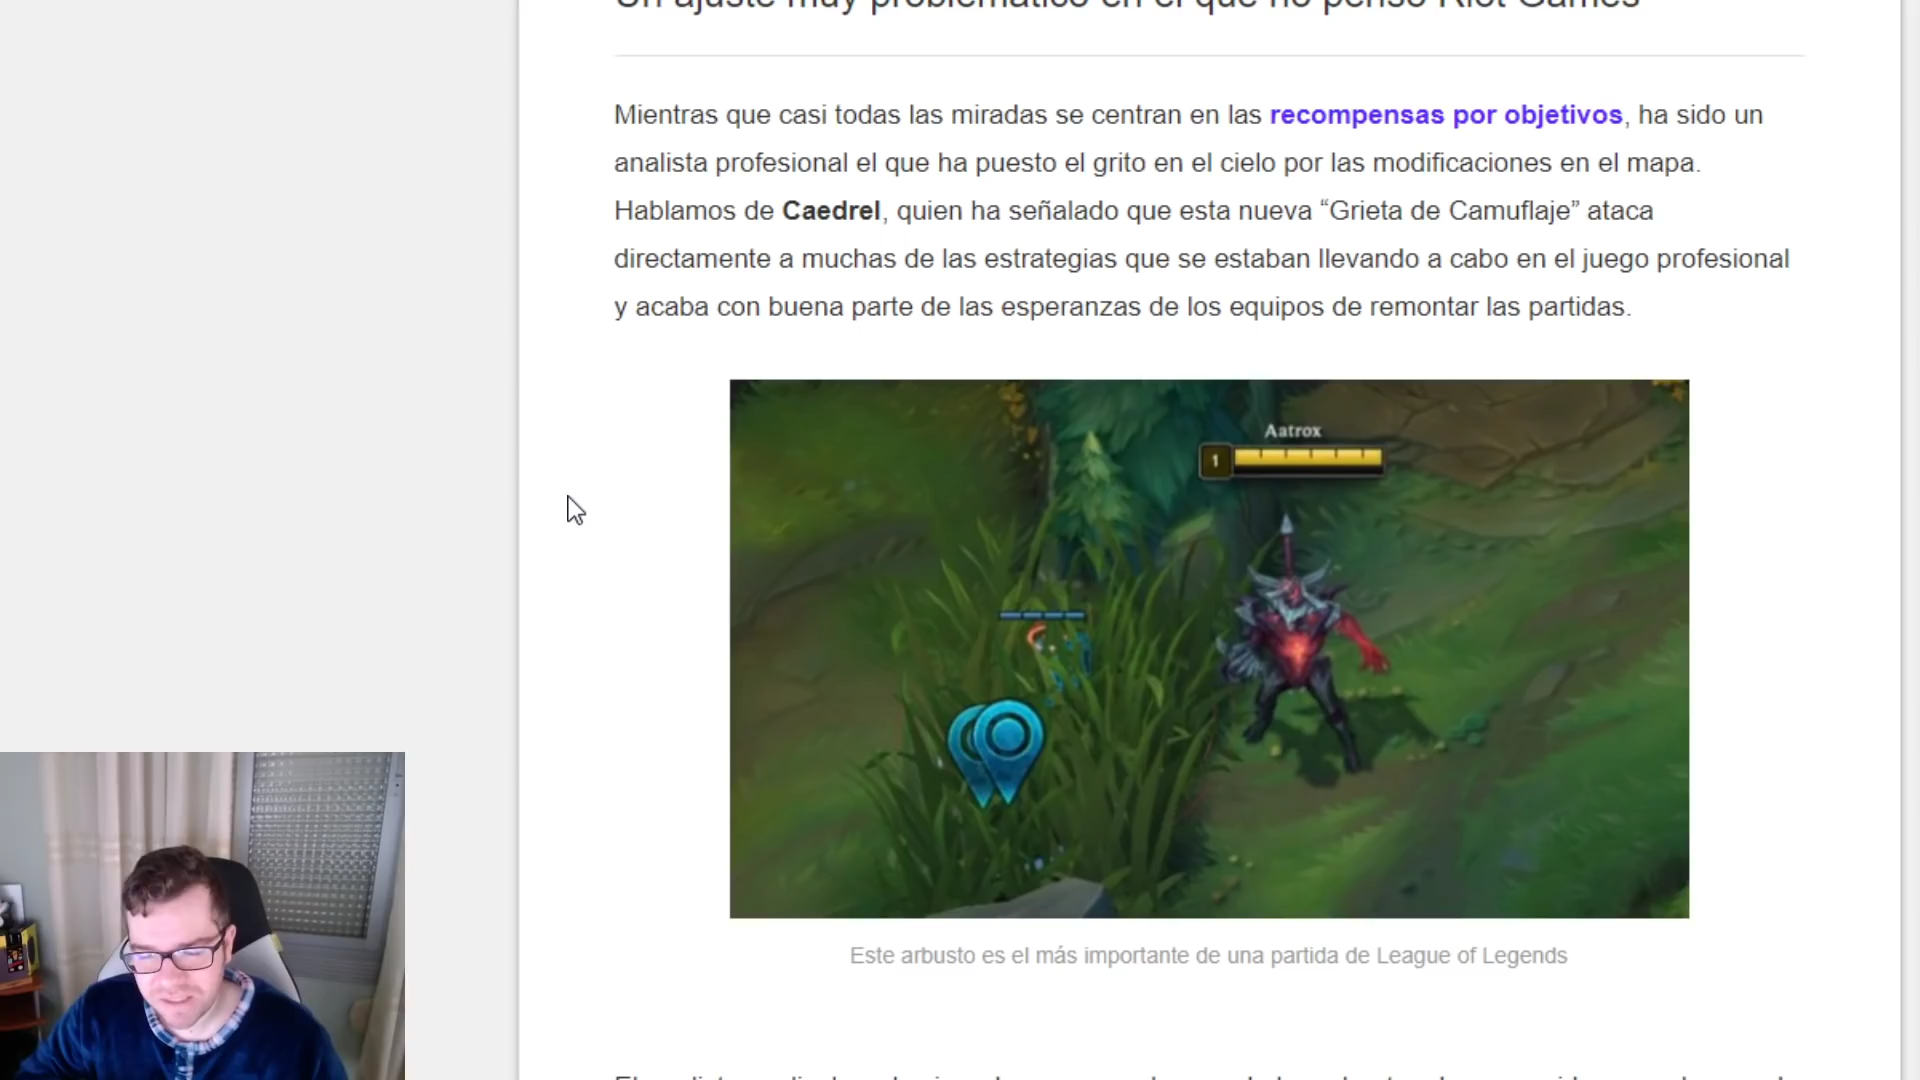 Un ajuste muy problemático en el que no pensó Riot Games
Mientras que casi todas las miradas se centran en las recompensas por objetivos, ha sido un
analista profesional el que ha puesto el grito en el cielo por las modificaciones en el mapa.
Hablamos de Caedrel, quien ha señalado que esta nueva “Grieta de Camuflaje” ataca
directamente a muchas de las estrategias que se estaban llevando a cabo en el juego profesional
y acaba con buena parte de las esperanzas de los equipos de remontar las partidas.
Aatrox
1
Este arbusto es el más importante de una partida de League of Legends